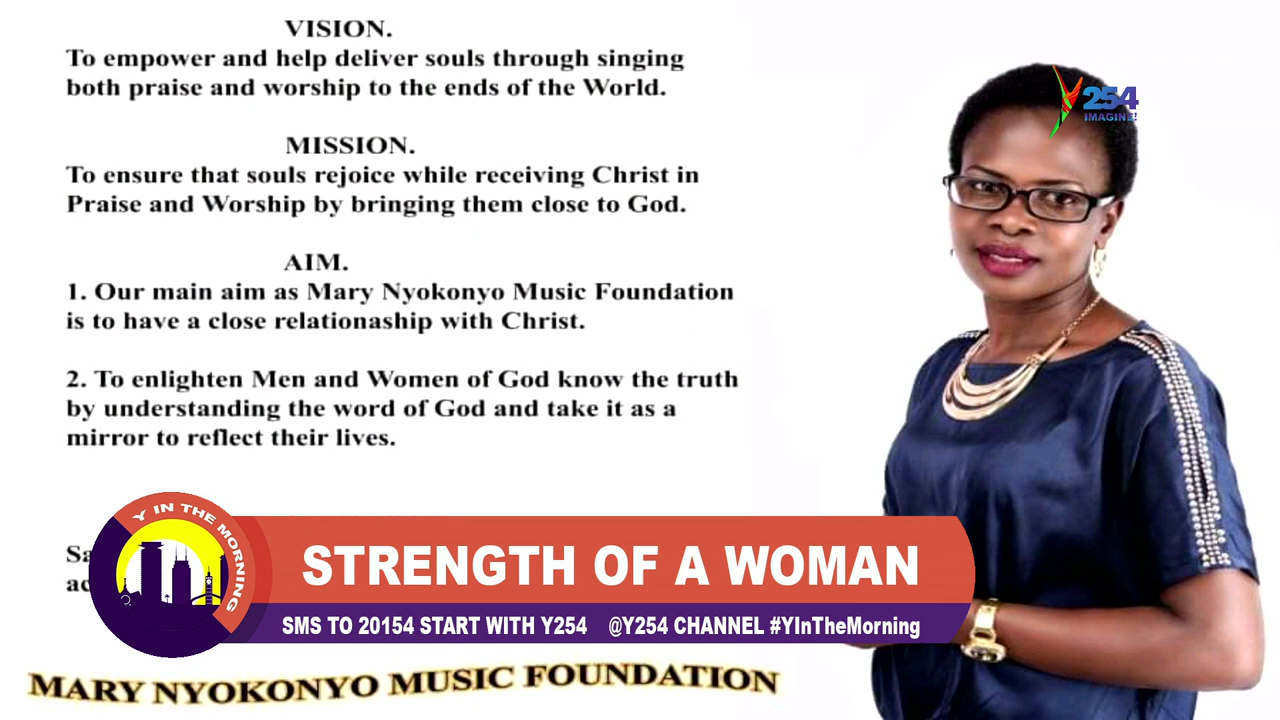 VISION.
To empower and help deliver souls through singing
both praise and worship to the ends of the World.
MISSION.
To ensure that souls rejoice while receiving Christ in
Praise and Worship by bringing them close to God.
AIM.
1. Our main aim as Mary Nyokonyo Music Foundation
is to have a close relationaship with Christ.
2. To enlighten Men and Women of God know the truth
by understanding the word of God and take it as a
mirror to reflect their lives.
254
IMAGINE!
Y IN THE MORNING
STRENGTH OF A WOMAN
SMS TO 20154 START WITH Y254 @Y254 CHANNEL #YInTheMorning
MARY NYOKONYO MUSIC FOUNDATION